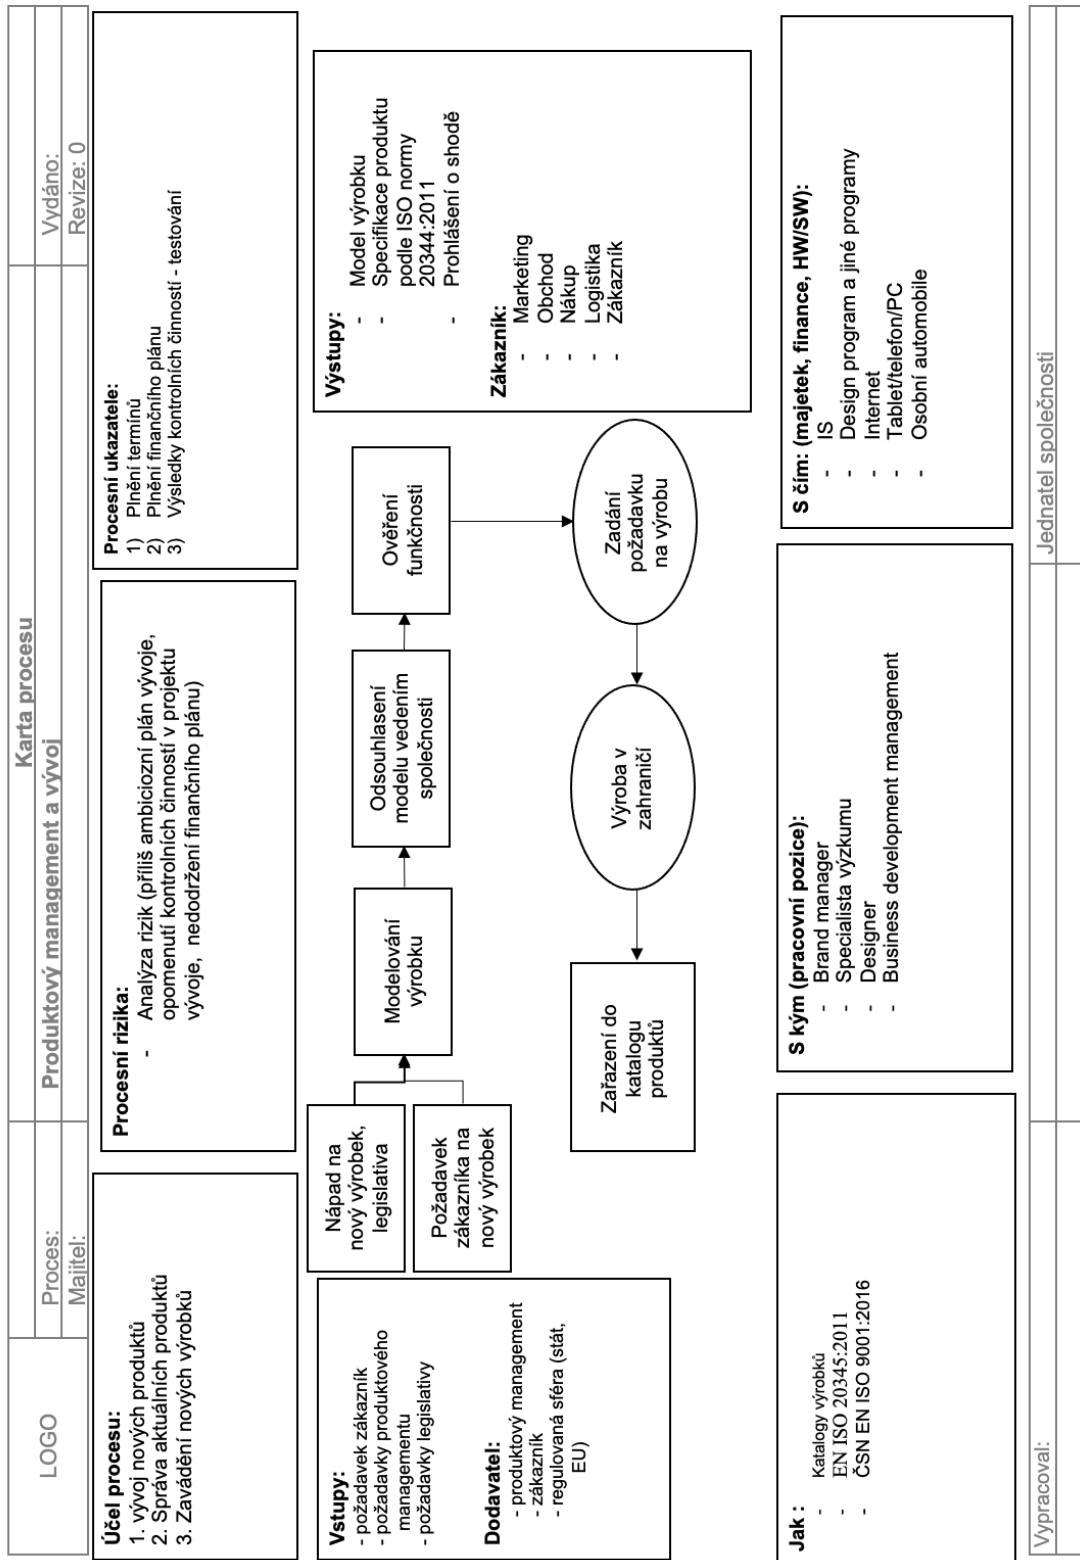 LOGO
Karta procesu
Proces:
Produktový management a vývoj
Vydáno:
Majitel:
Revize: 0
Účel procesu:
1. vývoj nových produktů
2. Správa aktuálních produktů
3. Zavádění nových výrobků
Procesní rizika:
- Analýza rizik (příliš ambiciozní plán vývoje,
opomenutí kontrolních činností v projektu
vývoje, nedodržení finančního plánu)
Procesní ukazatele:
1) Plnění termínů
2) Plnění finančního plánu
3) Výsledky kontrolních činností - testování
Vstupy:
- požadavek zákazník
- požadavky produktového
managementu
- požadavky legislativy
Dodavatel:
- produktový management
- zákazník
- regulovaná sféra (stát,
EU)
Nápad na
nový výrobek,
legislativa
Požadavek
zákazníka na
nový výrobek
Modelování
výrobku
Odsouhlasení
modelu vedením
společnosti
Ověření
funkčnosti
Zadání
požadavku
na výrobu
Výroba v
zahraničí
Zařazení do
katalogu
produktů
Výstupy:
- Model výrobku
- Specifikace produktu
podle ISO normy
20344:2011
- Prohlášení o shodě
Zákazník:
- Marketing
- Obchod
- Nákup
- Logistika
- Zákazník
Jak :
- Katalogy výrobků
- EN ISO 20345:2011
- ČSN EN ISO 9001:2016
S kým (pracovní pozice):
- Brand manager
- Specialista výzkumu
- Designer
- Business development management
S čím: (majetek, finance, HW/SW):
- IS
- Design program a jiné programy
- Internet
- Tablet/telefon/PC
- Osobní automobile
Vypracoval:
Jednatel společnosti